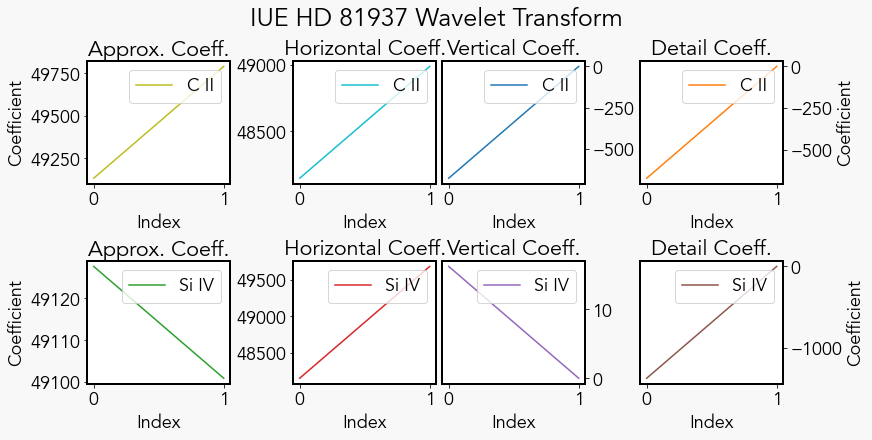 IUE HD 81937 Wavelet Transform
Approx. Coeff.
Horizontal Coeff.
Vertical Coeff.
Detail Coeff.
Coefficient
49750
49500
49250
C II
0
1
Index
49000
48500
C II
0
1
Index
C II
0
−250
−500
0
1
Index
C II
0
−250
−500
Coefficient
0
1
Index
Approx. Coeff.
Horizontal Coeff.
Vertical Coeff.
Detail Coeff.
Coefficient
49120
49110
49100
Si IV
0
1
Index
49500
49000
48500
Si IV
0
1
Index
Si IV
10
0
0
1
Index
Si IV
0
−1000
Coefficient
0
1
Index